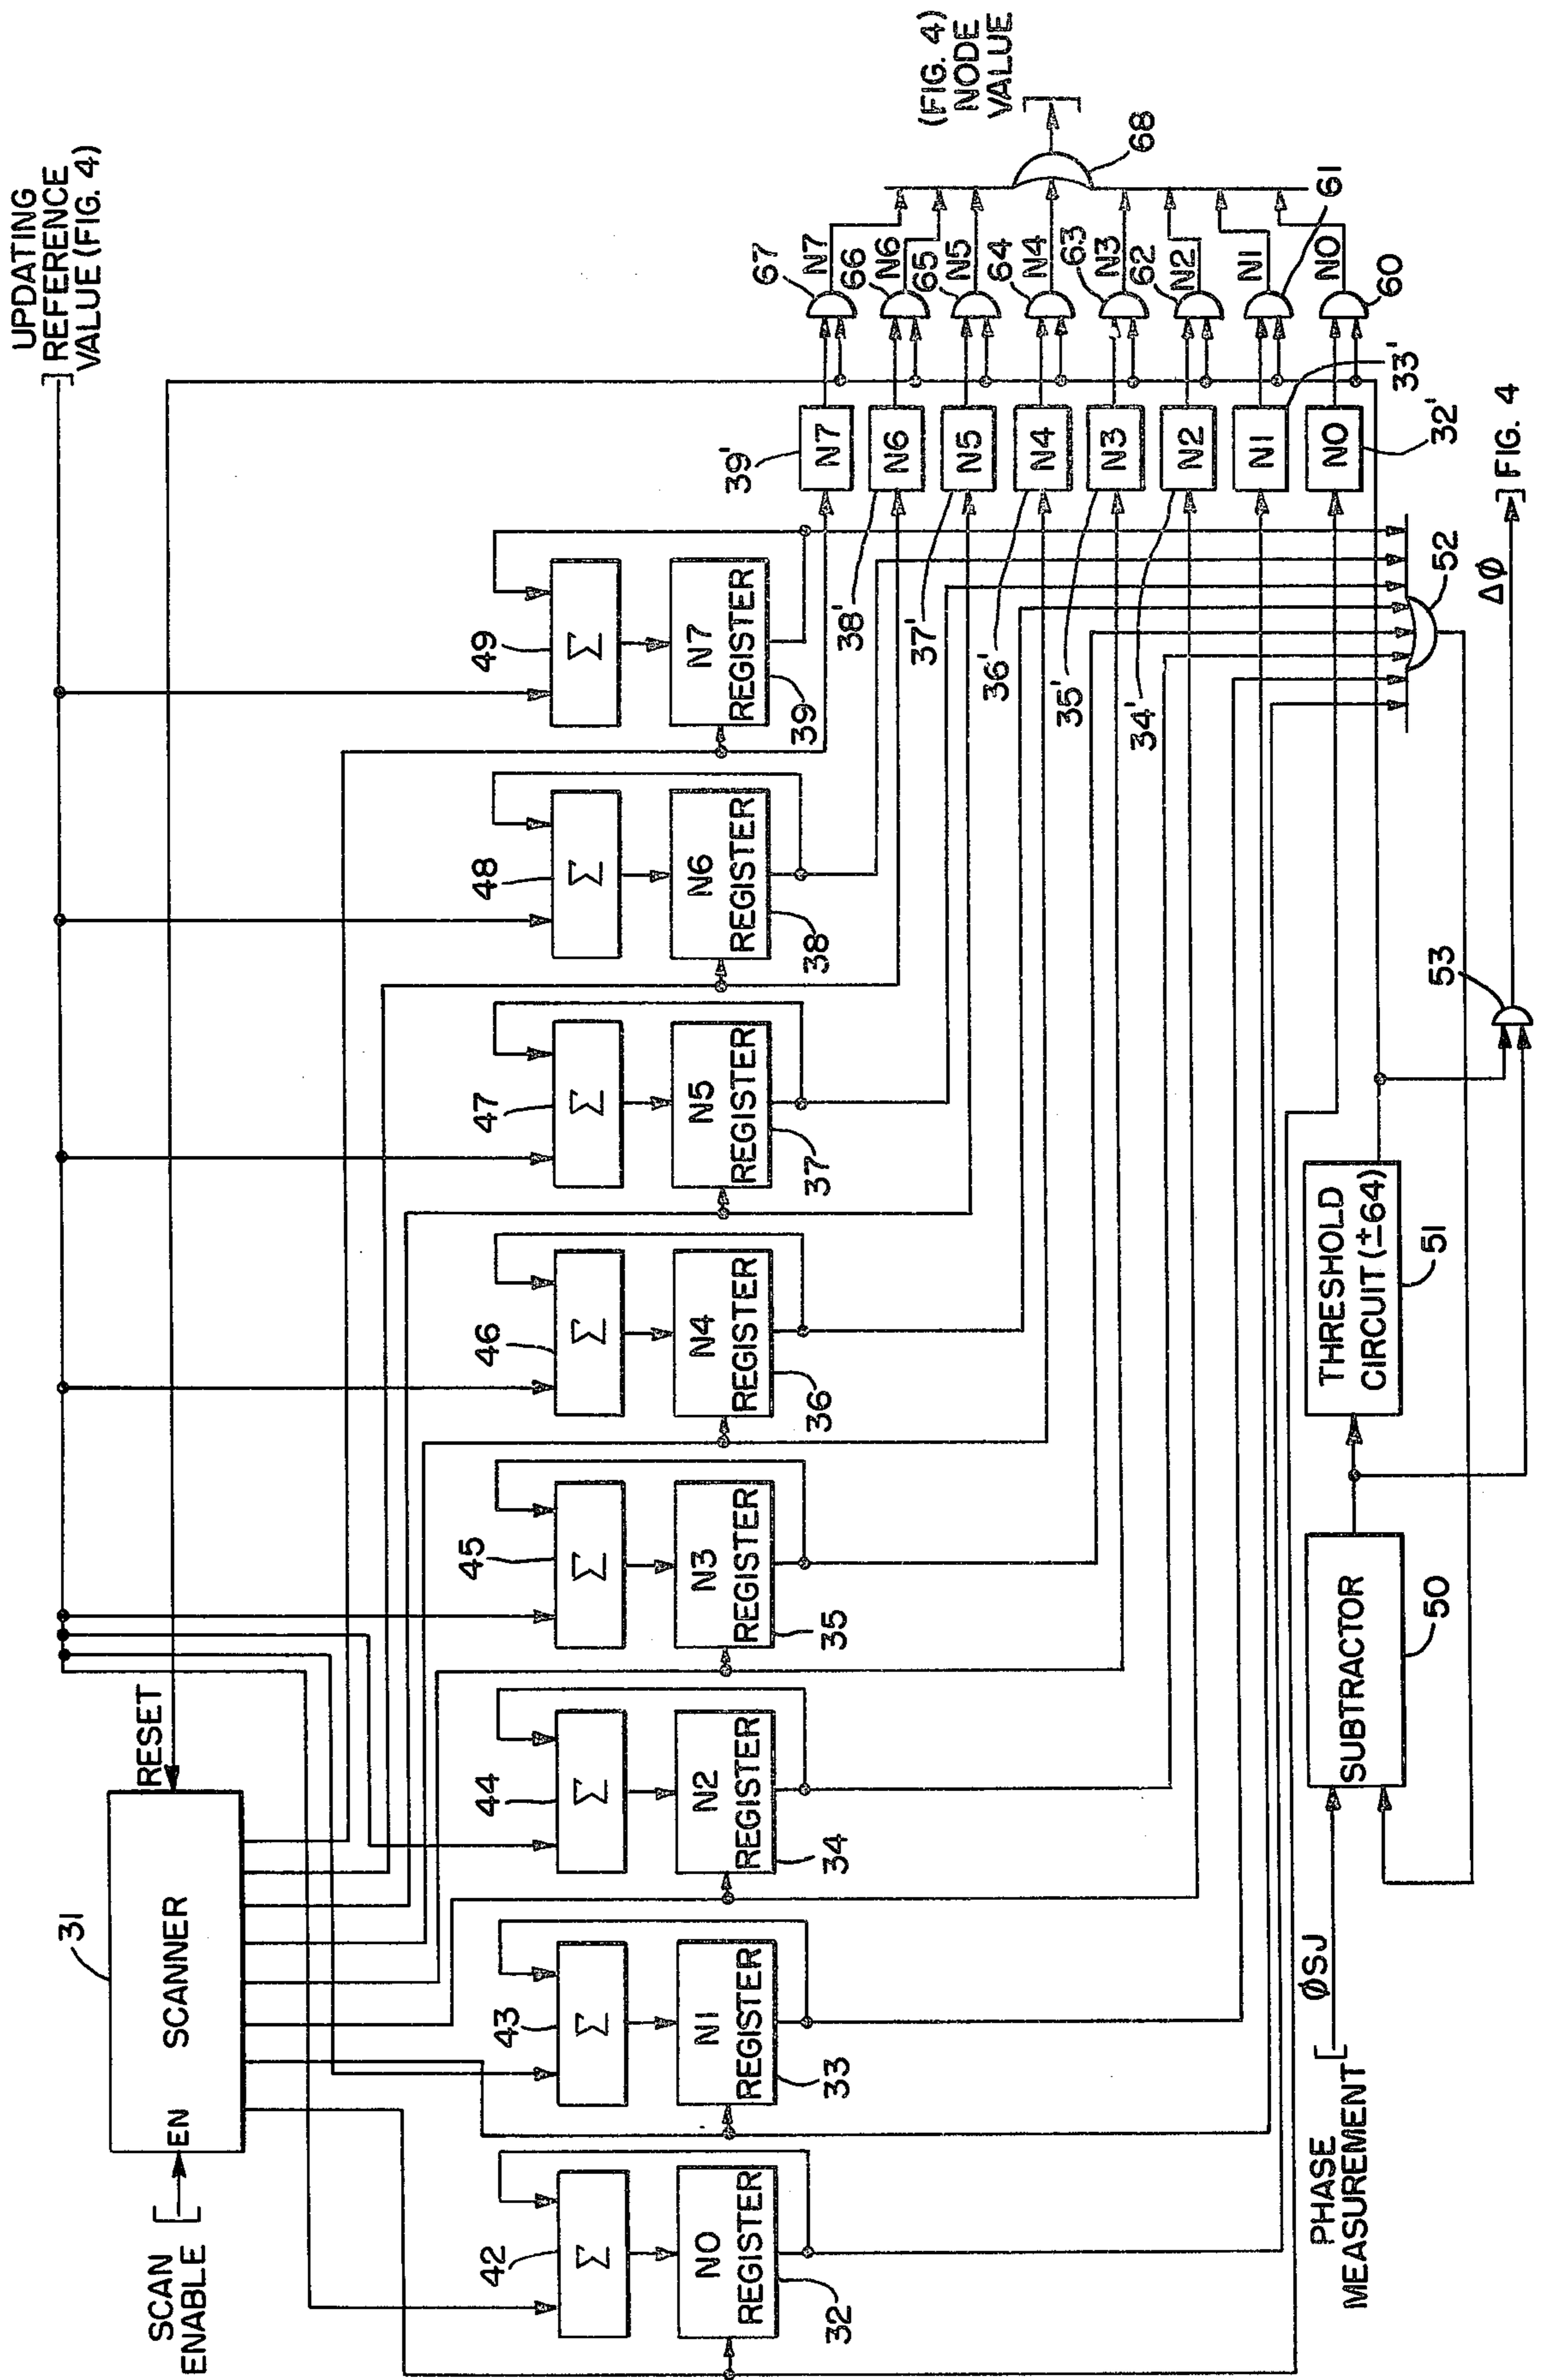 UPDATING
REFERENCE
VALUE (FIG. 4)
SCAN
ENABLE
EN
SCANNER
31
RESET
42
Σ
N0
REGISTER
32
43
Σ
N1
REGISTER
33
44
Σ
N2
REGISTER
34
45
Σ
N3
REGISTER
35
46
Σ
N4
REGISTER
36
47
Σ
N5
REGISTER
37
48
Σ
N6
REGISTER
38
49
Σ
N7
REGISTER
39
39'
N7
67
N7
38'
N6
66
N6
37'
N5
65
N5
36'
N4
64
N4
35'
N3
63
N3
34'
N2
62
N2
33'
N1
61
N1
32'
N0
60
N0
68
(FIG. 4)
NODE
VALUE
52
PHASE
MEASUREMENT
ØSJ
SUBTRACTOR
50
THRESHOLD
CIRCUIT (±64)
51
53
ΔØ
FIG. 4